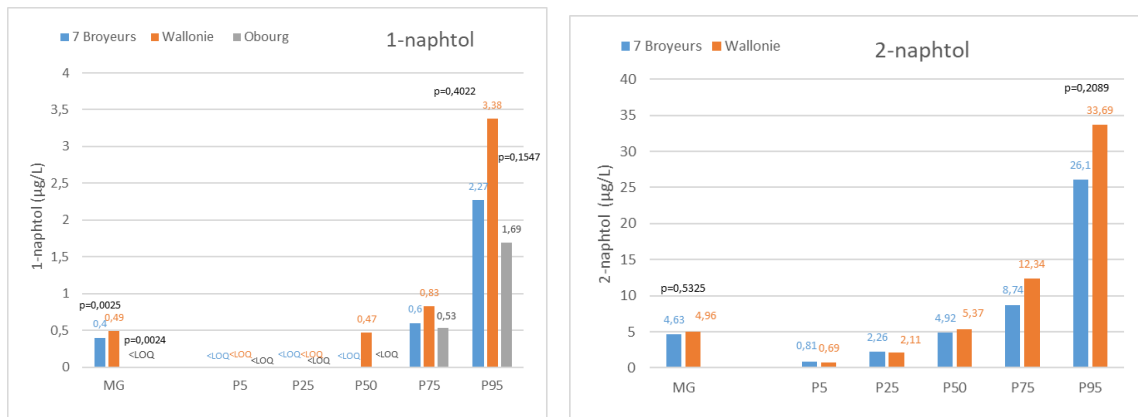 7 Broyeurs Wallonie Obourg
1-naphtol
1-naphtol (µg/L)
4
3,5
3
2,5
2
1,5
1
0,5
0
p=0,4022
3,38
p=0,1547
2,27
1,69
p=0,0025
0,4
0,49
p=0,0024
<LOQ
<LOQ
<LOQ
<LOQ
<LOQ
<LOQ
<LOQ
<LOQ
0,47
<LOQ
0,6
0,83
0,53
MG P5 P25 P50 P75 P95
7 Broyeurs Wallonie
2-naphtol
2-naphtol (µg/L)
40
35
30
25
20
15
10
5
0
p=0,2089
33,69
26,1
p=0,5325
4,63
4,96
0,81
0,69
2,26
2,11
4,92
5,37
8,74
12,34
MG P5 P25 P50 P75 P95